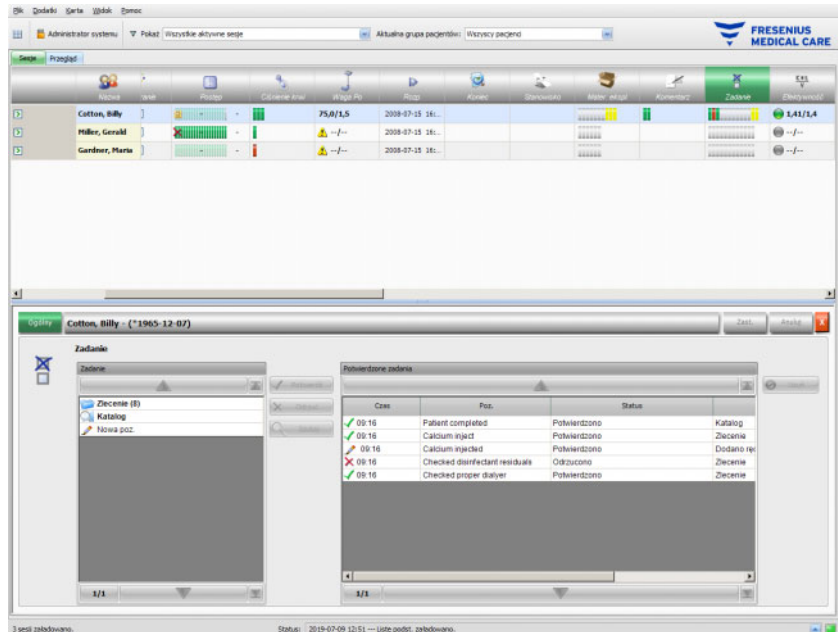 Plik Dodatki Karta Widok Pomoc
Administrator systemu Pokaż Wszystkie aktywne sesje Aktualna grupa pacjentów: Wszyscy pacjenci
FRESENIUS
MEDICAL CARE
Sesje Przegląd
Nazwa Postęp Ciśnienie krwi Waga Po Rozp. Koniec Stanowisko Mater. ekspl. Komentarz Zadanie Efektywność
Cotton, Billy 75,0/1,5 2008-07-15 16:... 1,41/1,4
Miller, Gerald --/-- 2008-07-15 16:... --/--
Gardner, Maria --/-- 2008-07-15 16:... --/--
Ogólny Cotton, Billy - (*1965-12-07) Zast. Anuluj X
Zadanie
Zadanie Potwierdzone zadania
Zlecenie (8)
Katalog
Nowa poz.
Czas Poz. Status
09:16 Patient completed Potwierdzono Katalog
09:16 Calcium inject Potwierdzono Zlecenie
09:16 Calcium injected Potwierdzono Dodano ręc
09:16 Checked disinfectant residuals Odrzucono Zlecenie
09:16 Checked proper dialyer Potwierdzono Zlecenie
1/1 1/1
3 sesji załadowano. Status: 2019-07-09 12:51 --- Liste podst. załadowano.